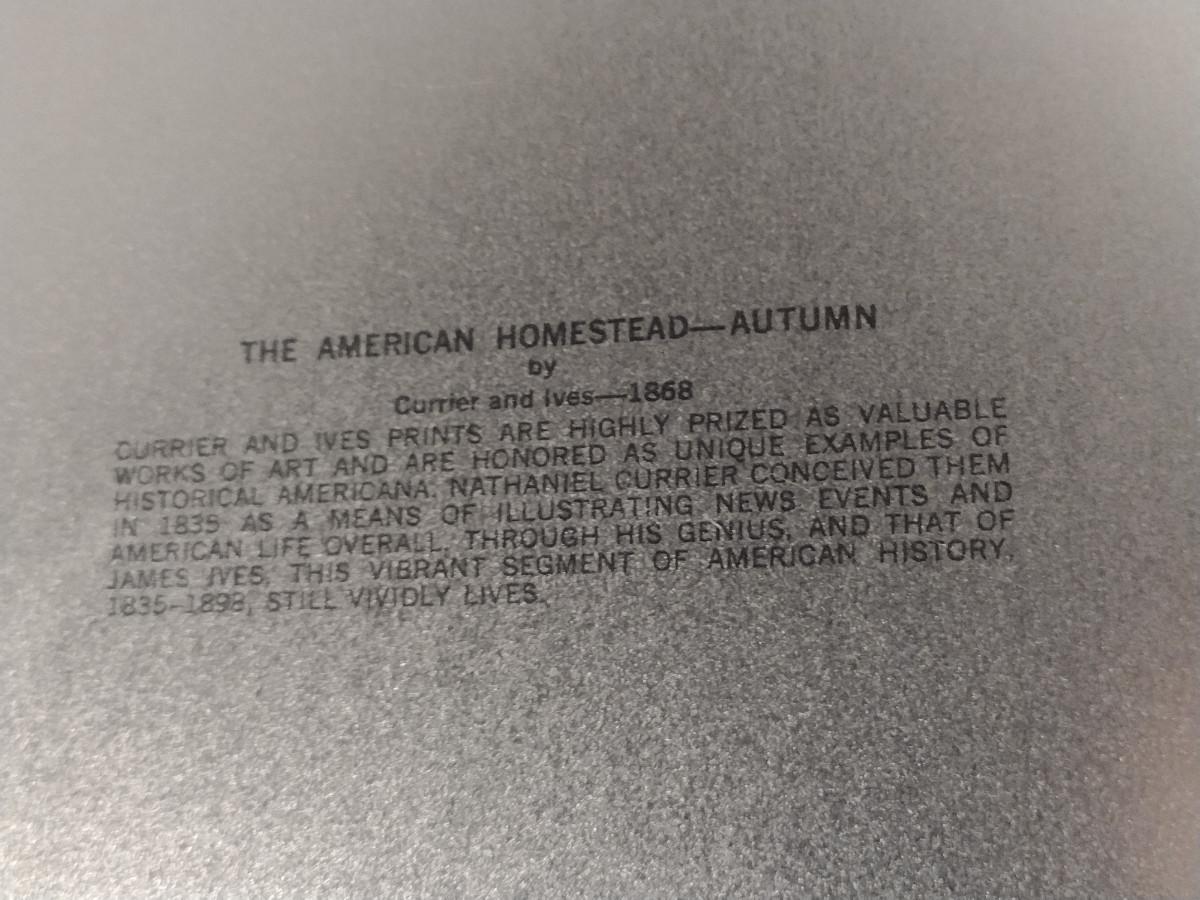 THE AMERICAN HOMESTEAD—AUTUMN
by
Currier and Ives—1868
CURRIER AND IVES PRINTS ARE HIGHLY PRIZED AS VALUABLE
WORKS OF ART AND ARE HONORED AS UNIQUE EXAMPLES OF
HISTORICAL AMERICANA. NATHANIEL CURRIER CONCEIVED THEM
IN 1835 AS A MEANS OF ILLUSTRATING NEWS EVENTS AND
AMERICAN LIFE OVERALL. THROUGH HIS GENIUS, AND THAT OF
JAMES IVES, THIS VIBRANT SEGMENT OF AMERICAN HISTORY,
1835–1898, STILL VIVIDLY LIVES.